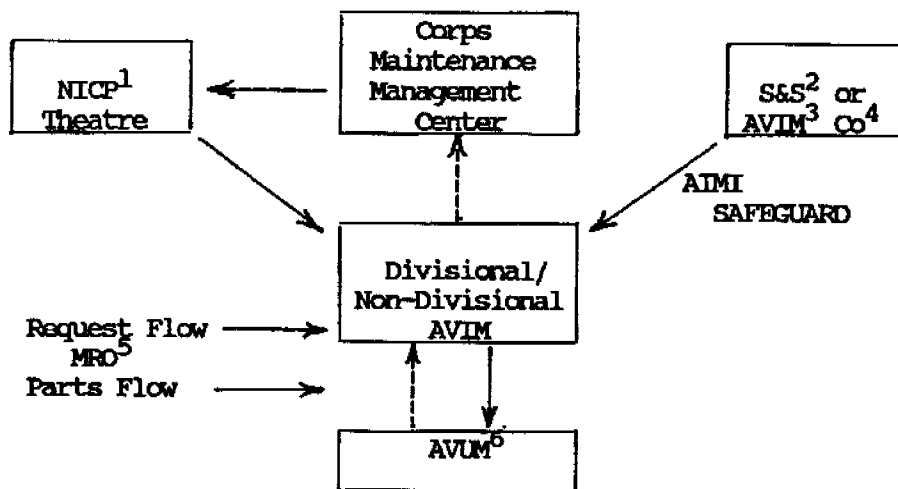 Corps
Maintenance
Management
Center
NICP1
Theatre
S&S2 or
AVIM3 Co4
AIMI
SAFEGUARD
Divisional/
Non-Divisional
AVIM
Request Flow
MRO5
Parts Flow
AVUM6